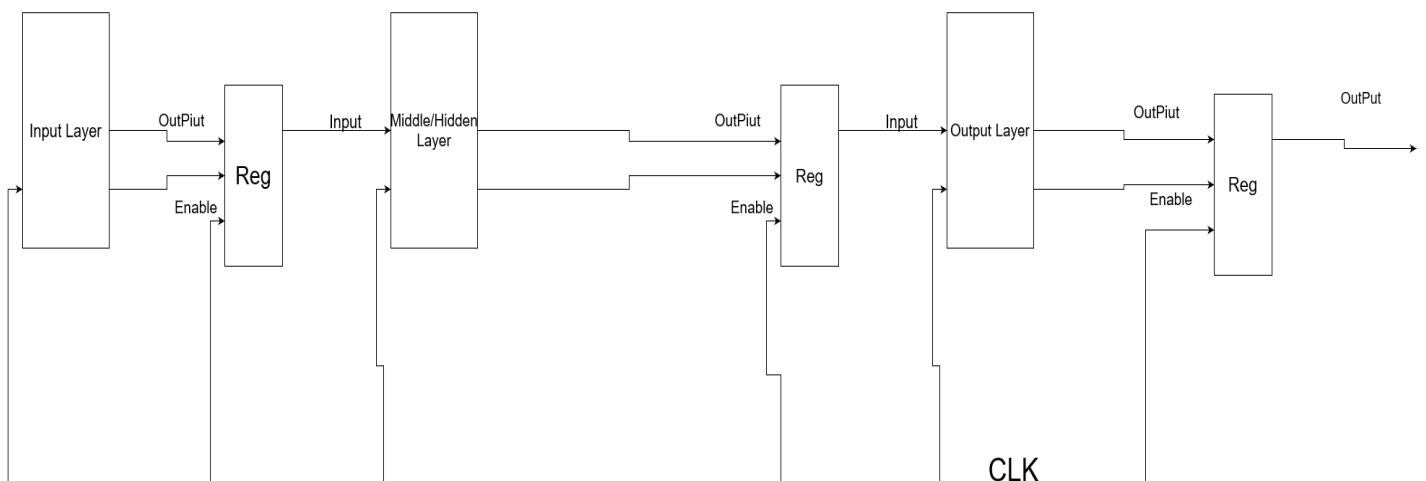 Input Layer
OutPiut
Enable
Reg
Input
Middle/Hidden
Layer
OutPiut
Enable
Reg
Input
Output Layer
OutPiut
Enable
Reg
OutPut
CLK